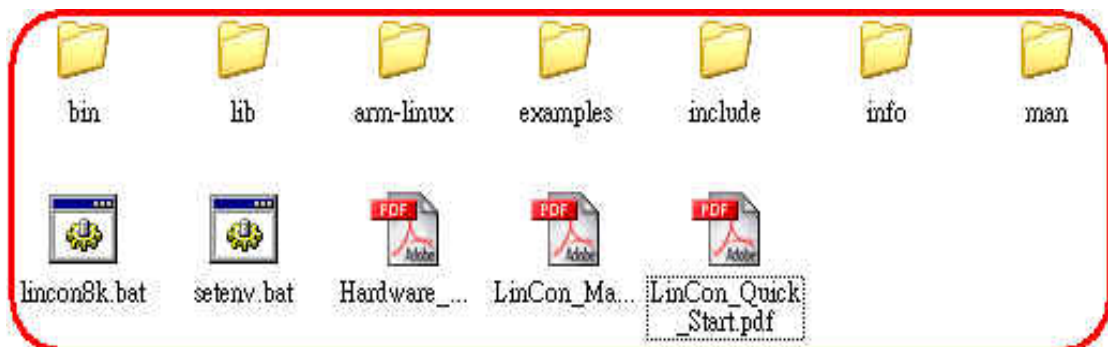 bin
lib
arm-linux
examples
include
info
man
PDF
Adobe
PDF
Adobe
PDF
Adobe
lincon8k.bat
setenv.bat
Hardware_...
LinCon_Ma...
LinCon_Quick
_Start.pdf